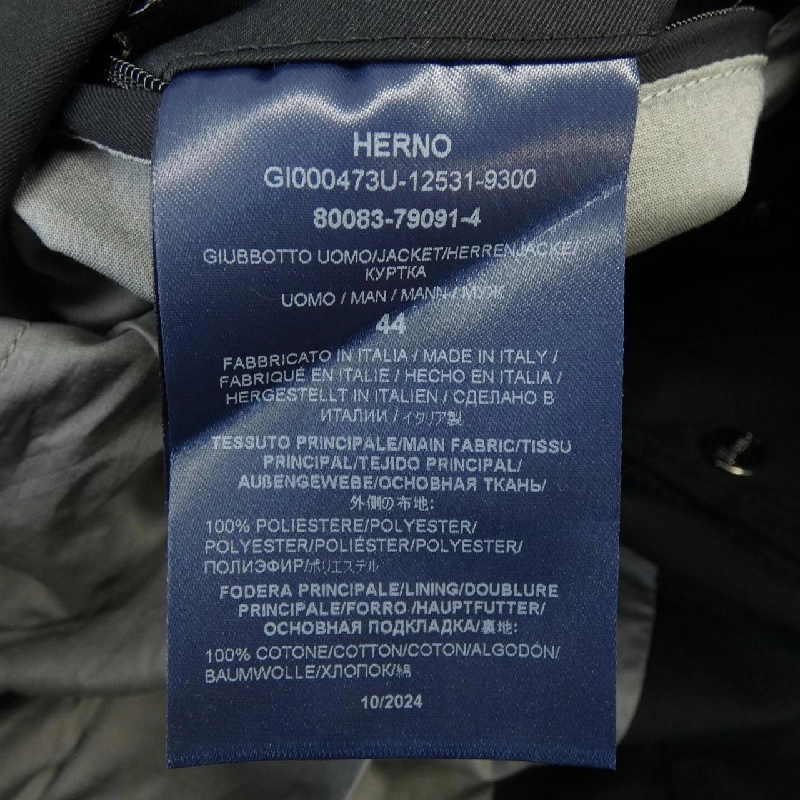 HERNO
GI000473U-12531-9300
80083-79091-4
GIUBBOTTO UOMO/JACKET/HERRENJACKE/
КУРТКА
UOMO / MAN / MANN / МУЖ
44
FABBRICATO IN ITALIA / MADE IN ITALY /
FABRIQUÉ EN ITALIE / HECHO EN ITALIA /
HERGESTELLT IN ITALIEN / СДЕЛАНО В
ИТАЛИИ / イタリア製
TESSUTO PRINCIPALE/MAIN FABRIC/TISSU
PRINCIPAL/TEJIDO PRINCIPAL/
AUßENGEWEBE/ОСНОВНАЯ ТКАНЬ/
外側の布地:
100% POLIESTERE/POLYESTER/
POLYESTER/POLIÉSTER/POLYESTER/
ПОЛИЭФИР/ポリエステル
FODERA PRINCIPALE/LINING/DOUBLURE
PRINCIPALE/FORRO /HAUPTFUTTER/
ОСНОВНАЯ ПОДКЛАДКА/裏地:
100% COTONE/COTTON/COTON/ALGODÓN/
BAUMWOLLE/ХЛОПОК/綿
10/2024